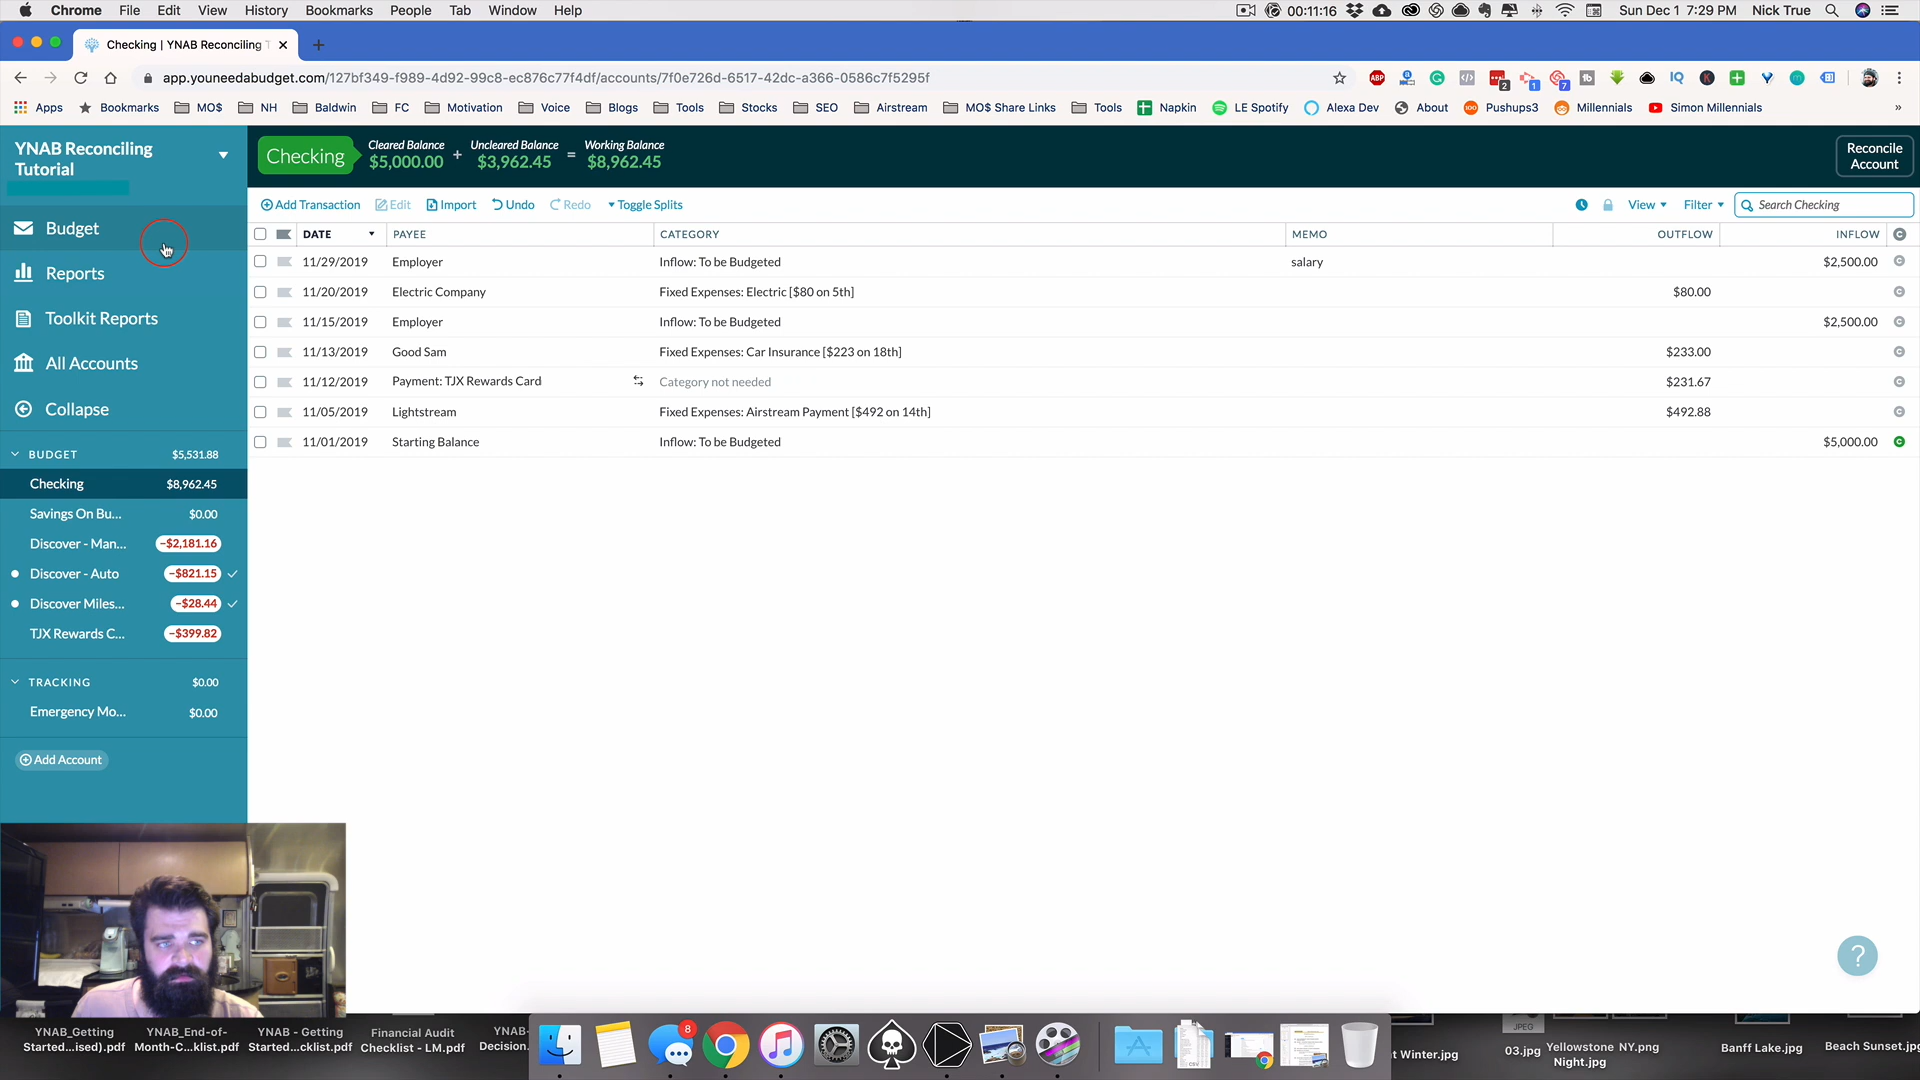 Chrome File Edit View History Bookmarks People Tab Window Help 00:11:16 Sun Dec 1 7:29 PM Nick True
Checking | YNAB Reconciling T
app.youneedabudget.com/127bf349-f989-4d92-99c8-ec876c77f4df/accounts/7f0e726d-6517-42dc-a366-0586c7f5295f
Apps Bookmarks MO$ NH Baldwin FC Motivation Voice Blogs Tools Stocks SEO Airstream MO$ Share Links Tools Napkin LE Spotify Alexa Dev About Pushups3 Millennials Simon Millennials »
YNAB Reconciling
Tutorial
Budget
Reports
Toolkit Reports
All Accounts
Collapse
BUDGET $5,531.88
Checking $8,962.45
Savings On Bu... $0.00
Discover - Man... −$2,181.16
Discover - Auto −$821.15
Discover Miles... −$28.44
TJX Rewards C... −$399.82
TRACKING $0.00
Emergency Mo... $0.00
Add Account
Checking
Cleared Balance Uncleared Balance Working Balance
$5,000.00 + $3,962.45 = $8,962.45
Reconcile
Account
Add Transaction Edit Import Undo Redo Toggle Splits View Filter Search Checking
DATE PAYEE CATEGORY MEMO OUTFLOW INFLOW
11/29/2019 Employer Inflow: To be Budgeted salary $2,500.00
11/20/2019 Electric Company Fixed Expenses: Electric [$80 on 5th] $80.00
11/15/2019 Employer Inflow: To be Budgeted $2,500.00
11/13/2019 Good Sam Fixed Expenses: Car Insurance [$223 on 18th] $233.00
11/12/2019 Payment: TJX Rewards Card Category not needed $231.67
11/05/2019 Lightstream Fixed Expenses: Airstream Payment [$492 on 14th] $492.88
11/01/2019 Starting Balance Inflow: To be Budgeted $5,000.00
?
YNAB_Getting
Started...ised).pdf
YNAB_End-of-
Month-C...klist.pdf
YNAB - Getting
Started...cklist.pdf
Financial Audit
Checklist - LM.pdf
YNAB-
Decision.
8
t Winter.jpg
JPEG
03.jpg
Yellowstone
Night.jpg
NY.png
Banff Lake.jpg
Beach Sunset.jp